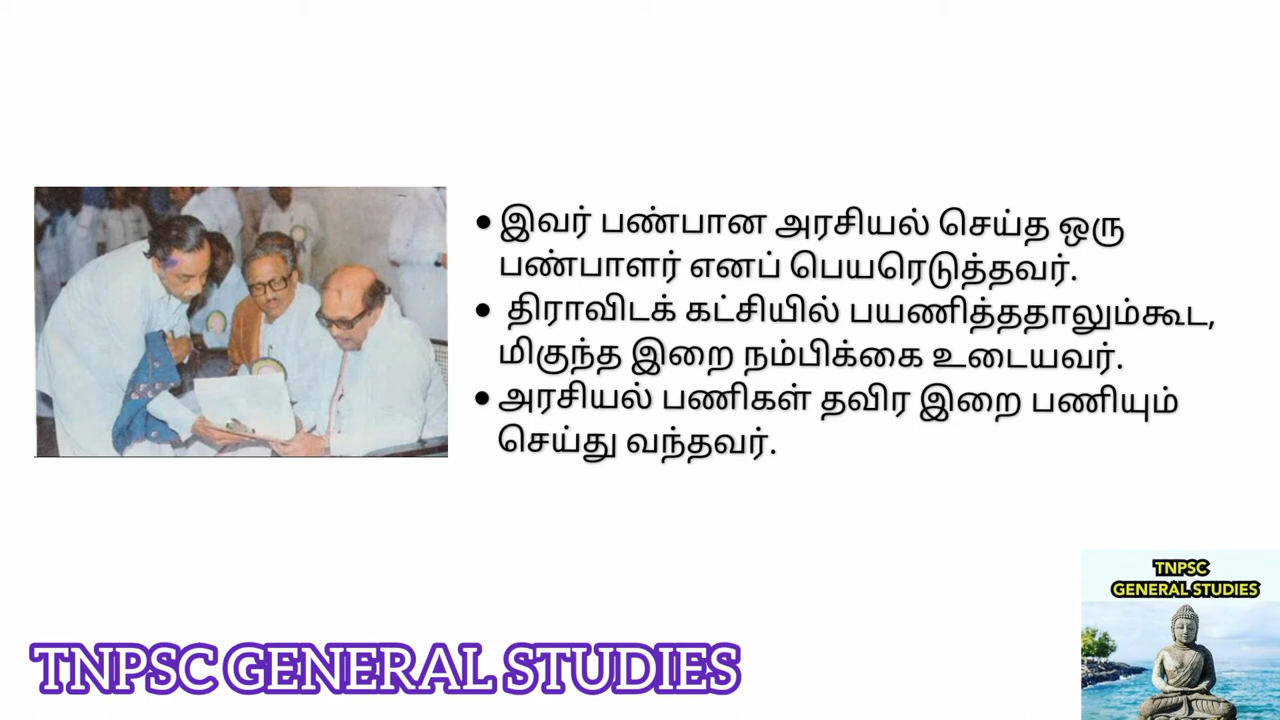 • இவர் பண்பான அரசியல் செய்த ஒரு
பண்பாளர் எனப் பெயரெடுத்தவர்.
• திராவிடக் கட்சியில் பயணித்ததாலும்கூட,
மிகுந்த இறை நம்பிக்கை உடையவர்.
• அரசியல் பணிகள் தவிர இறை பணியும்
செய்து வந்தவர்.
TNPSC
GENERAL STUDIES
TNPSC GENERAL STUDIES